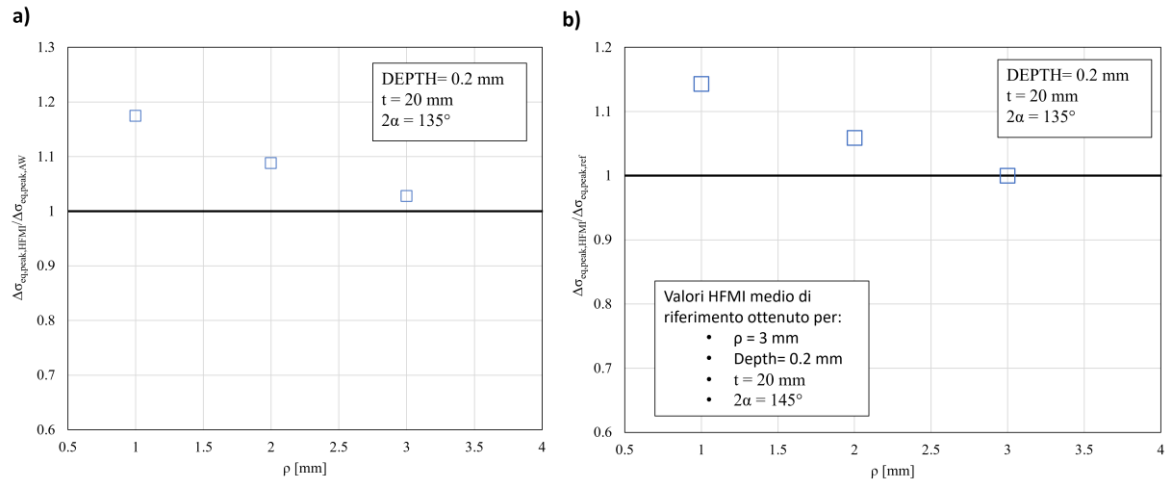 a)
1.3
1.2
1.1
1
0.9
0.8
0.7
0.6
0.5
1
1.5
2
2.5
3
3.5
4
Δσeq,peak,HFMI/Δσeq,peak,AW
ρ [mm]
DEPTH= 0.2 mm
t = 20 mm
2α = 135°
b)
1.2
1.1
1
0.9
0.8
0.7
0.6
0.5
1
1.5
2
2.5
3
3.5
4
Δσeq,peak,HFMI/Δσeq,peak,ref
ρ [mm]
DEPTH= 0.2 mm
t = 20 mm
2α = 135°
Valori HFMI medio di
riferimento ottenuto per:
• ρ = 3 mm
• Depth= 0.2 mm
• t = 20 mm
• 2α = 145°